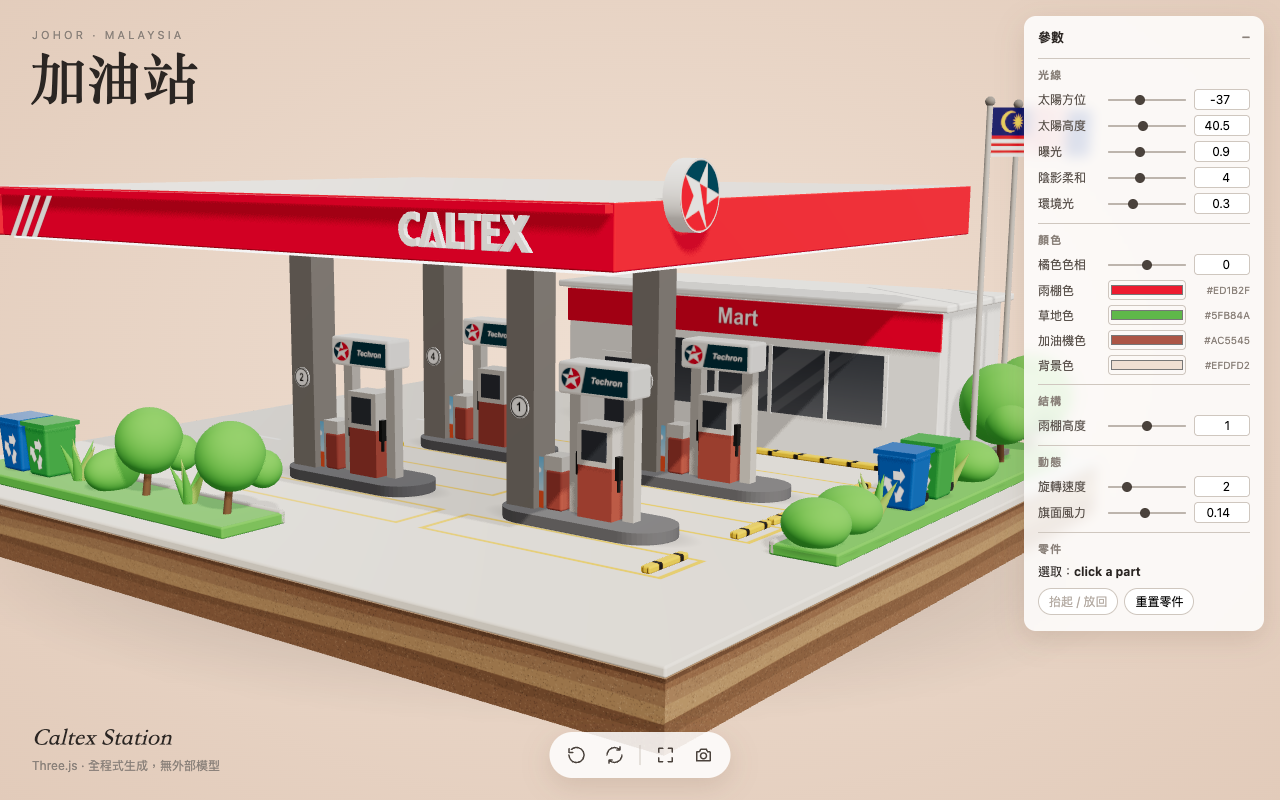 JOHOR · MALAYSIA
加油站
CALTEX
Mart
Techron
Techron
Techron
Techron
2
4
1
參數
光線
太陽方位 -37
太陽高度 40.5
曝光 0.9
陰影柔和 4
環境光 0.3
顏色
橘色色相 0
雨棚色 #ED1B2F
草地色 #5FB84A
加油機色 #AC5545
背景色 #EFDFD2
結構
雨棚高度 1
動態
旋轉速度 2
旗面風力 0.14
零件
選取：click a part
抬起 / 放回 重置零件
Caltex Station
Three.js · 全程式生成，無外部模型